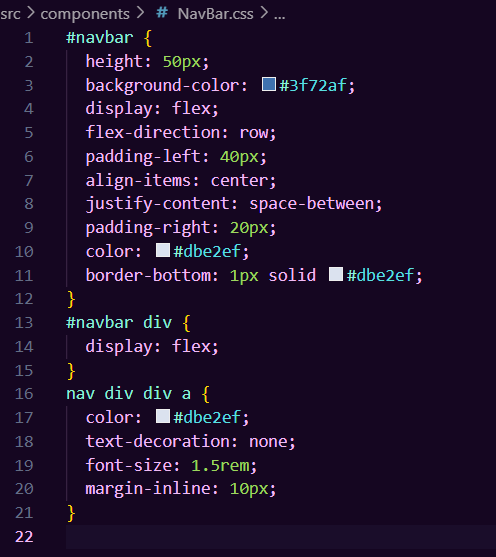 src > components > # NavBar.css > ...
1 #navbar {
2 height: 50px;
3 background-color: #3f72af;
4 display: flex;
5 flex-direction: row;
6 padding-left: 40px;
7 align-items: center;
8 justify-content: space-between;
9 padding-right: 20px;
10 color: #dbe2ef;
11 border-bottom: 1px solid #dbe2ef;
12 }
13 #navbar div {
14 display: flex;
15 }
16 nav div div a {
17 color: #dbe2ef;
18 text-decoration: none;
19 font-size: 1.5rem;
20 margin-inline: 10px;
21 }
22